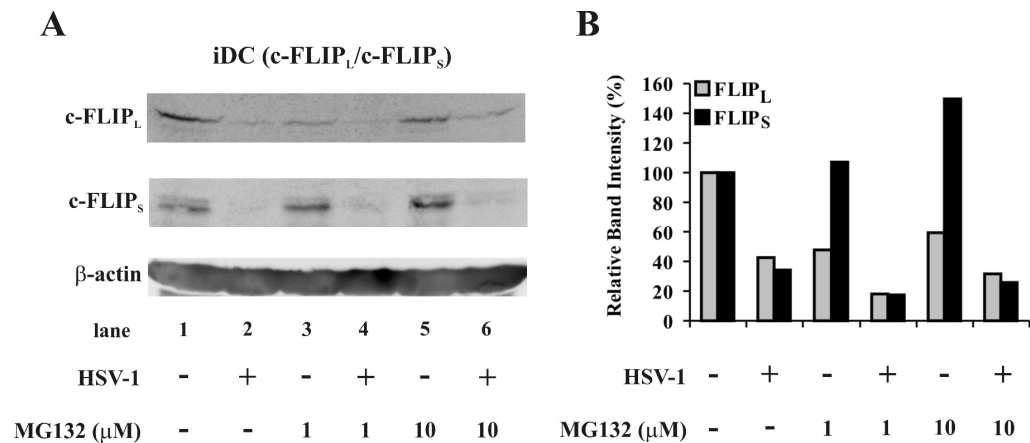 A
iDC (c-FLIPL/c-FLIPS)
c-FLIPL
c-FLIPS
β-actin
lane 1 2 3 4 5 6
HSV-1 - + - + - +
MG132 (μM) - - 1 1 10 10
B
Relative Band Intensity (%)
160
140
120
100
80
60
40
20
0
FLIPL
FLIPS
HSV-1 - + - + - +
MG132 (μM) - - 1 1 10 10